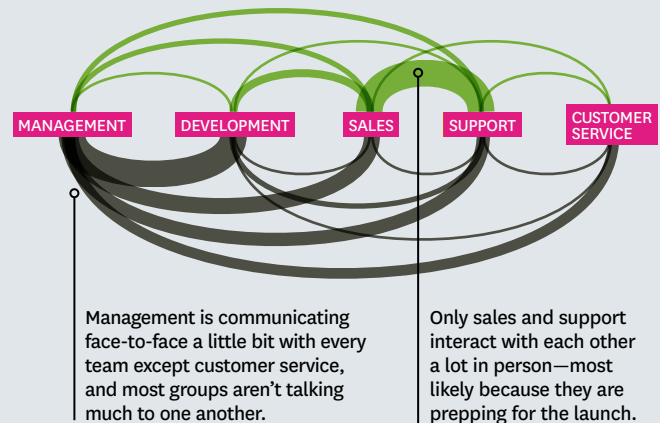 MANAGEMENT
DEVELOPMENT
SALES
SUPPORT
CUSTOMER
SERVICE
Management is communicating
face-to-face a little bit with every
team except customer service,
and most groups aren’t talking
much to one another.
Only sales and support
interact with each other
a lot in person—most
likely because they are
prepping for the launch.